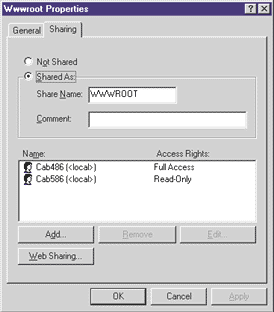 Wwwroot Properties
General
Sharing
Not Shared
Shared As:
Share Name:
WWWROOT
Comment:
Name:
Access Rights:
Cab486 (<local>)
Full Access
Cab586 (<local>)
Read-Only
Add...
Remove
Edit...
Web Sharing...
OK
Cancel
Apply